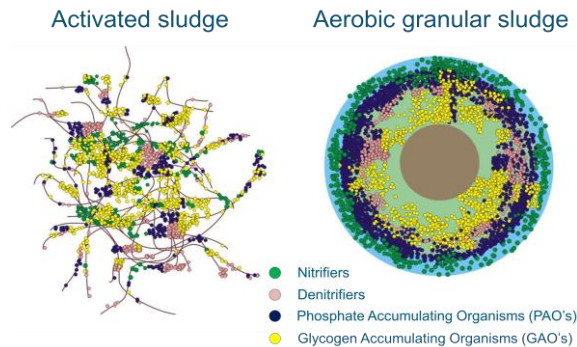 Activated sludge
Aerobic granular sludge
Nitrifiers
Denitrifiers
Phosphate Accumulating Organisms (PAO's)
Glycogen Accumulating Organisms (GAO's)